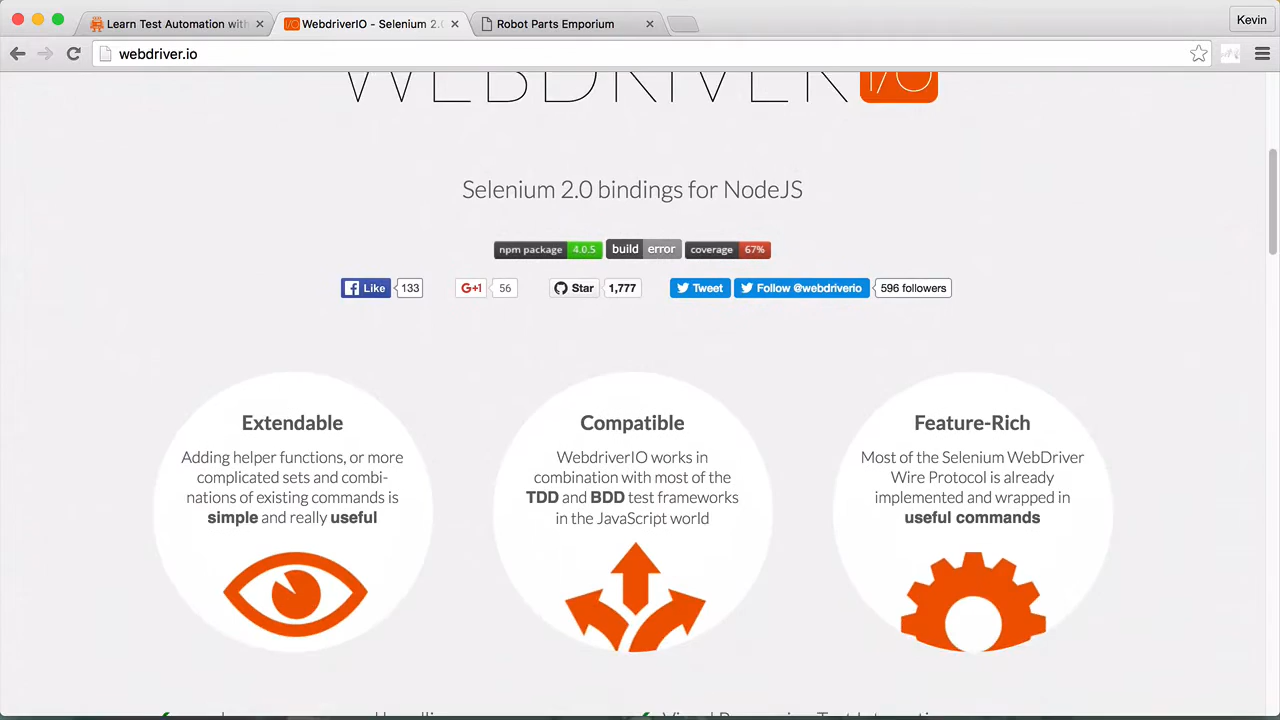 Learn Test Automation with
WebdriverIO - Selenium 2.0
Robot Parts Emporium
Kevin
webdriver.io
WEBDRIVER I/O
Selenium 2.0 bindings for NodeJS
npm package 4.0.5 build error coverage 67%
Like 133 G+1 56 Star 1,777 Tweet Follow @webdriverio 596 followers
Extendable
Adding helper functions, or more
complicated sets and combi-
nations of existing commands is
simple and really useful
Compatible
WebdriverIO works in
combination with most of the
TDD and BDD test frameworks
in the JavaScript world
Feature-Rich
Most of the Selenium WebDriver
Wire Protocol is already
implemented and wrapped in
useful commands